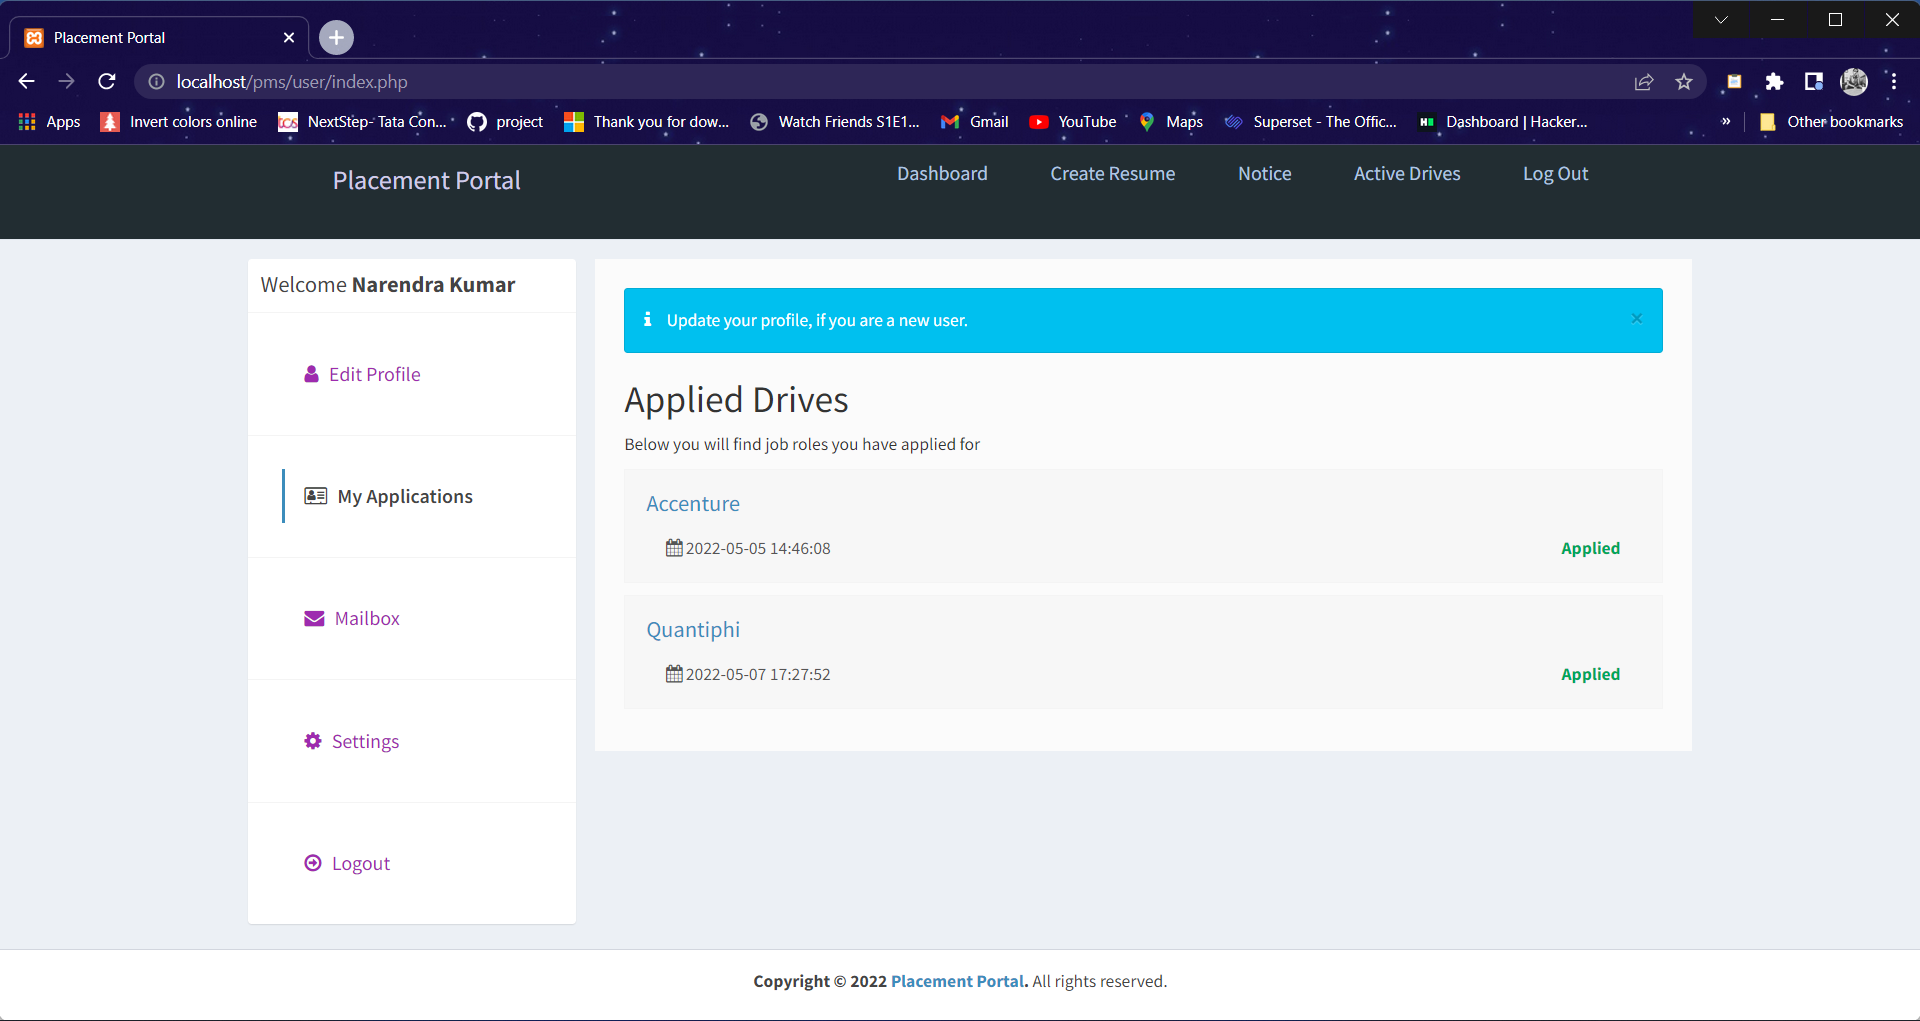 Placement Portal
localhost/pms/user/index.php
Apps Invert colors online NextStep- Tata Con... project Thank you for dow... Watch Friends S1E1... Gmail YouTube Maps Superset - The Offic... Dashboard | Hacker... » Other bookmarks
Placement Portal Dashboard Create Resume Notice Active Drives Log Out
Welcome Narendra Kumar
Edit Profile
My Applications
Mailbox
Settings
Logout
Update your profile, if you are a new user. ×
Applied Drives
Below you will find job roles you have applied for
Accenture
2022-05-05 14:46:08 Applied
Quantiphi
2022-05-07 17:27:52 Applied
Copyright © 2022 Placement Portal. All rights reserved.